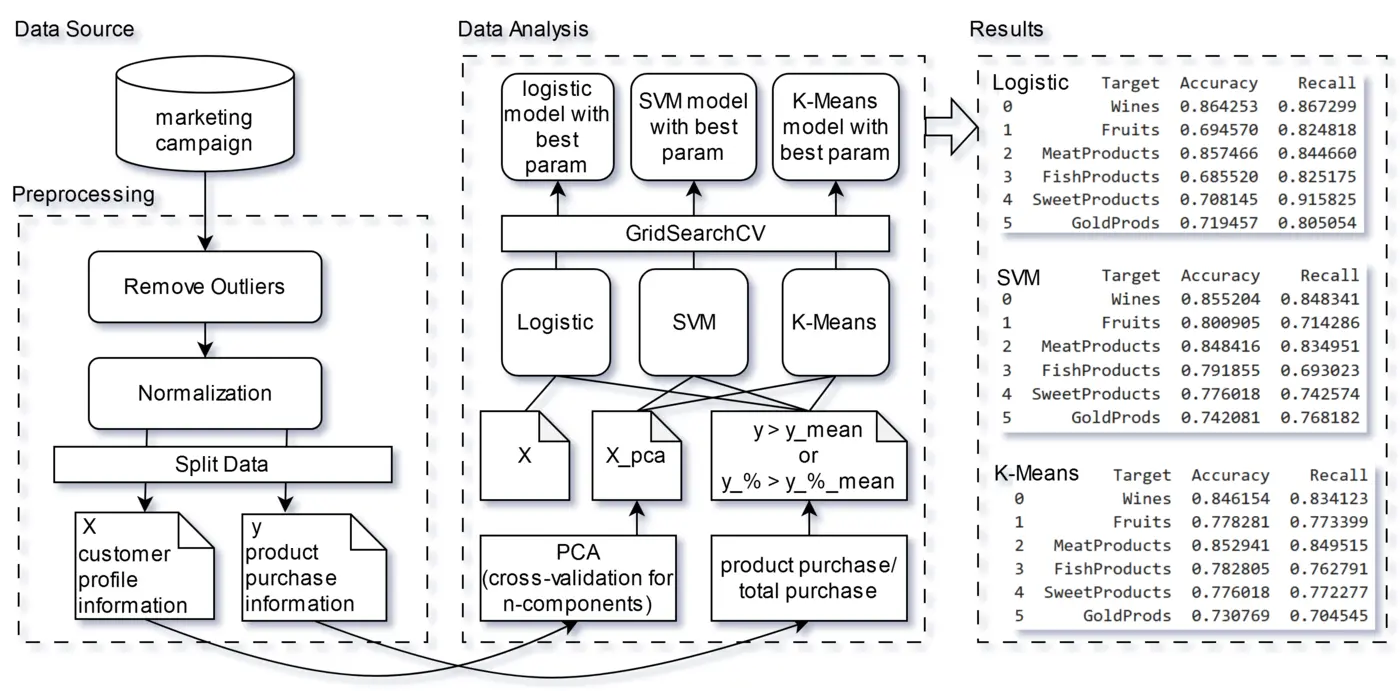 Data Source
marketing
campaign
Preprocessing
Remove Outliers
Normalization
Split Data
X
customer
profile
information
y
product
purchase
information
Data Analysis
logistic
model with
best
param
SVM model
with best
param
K-Means
model with
best param
GridSearchCV
Logistic
SVM
K-Means
X
X_pca
y > y_mean
or
y_% > y_%_mean
PCA
(cross-validation for
n-components)
product purchase/
total purchase
Results
Logistic Target Accuracy Recall
0 Wines 0.864253 0.867299
1 Fruits 0.694570 0.824818
2 MeatProducts 0.857466 0.844660
3 FishProducts 0.685520 0.825175
4 SweetProducts 0.708145 0.915825
5 GoldProds 0.719457 0.805054
SVM Target Accuracy Recall
0 Wines 0.855204 0.848341
1 Fruits 0.800905 0.714286
2 MeatProducts 0.848416 0.834951
3 FishProducts 0.791855 0.693023
4 SweetProducts 0.776018 0.742574
5 GoldProds 0.742081 0.768182
K-Means Target Accuracy Recall
0 Wines 0.846154 0.834123
1 Fruits 0.778281 0.773399
2 MeatProducts 0.852941 0.849515
3 FishProducts 0.782805 0.762791
4 SweetProducts 0.776018 0.772277
5 GoldProds 0.730769 0.704545